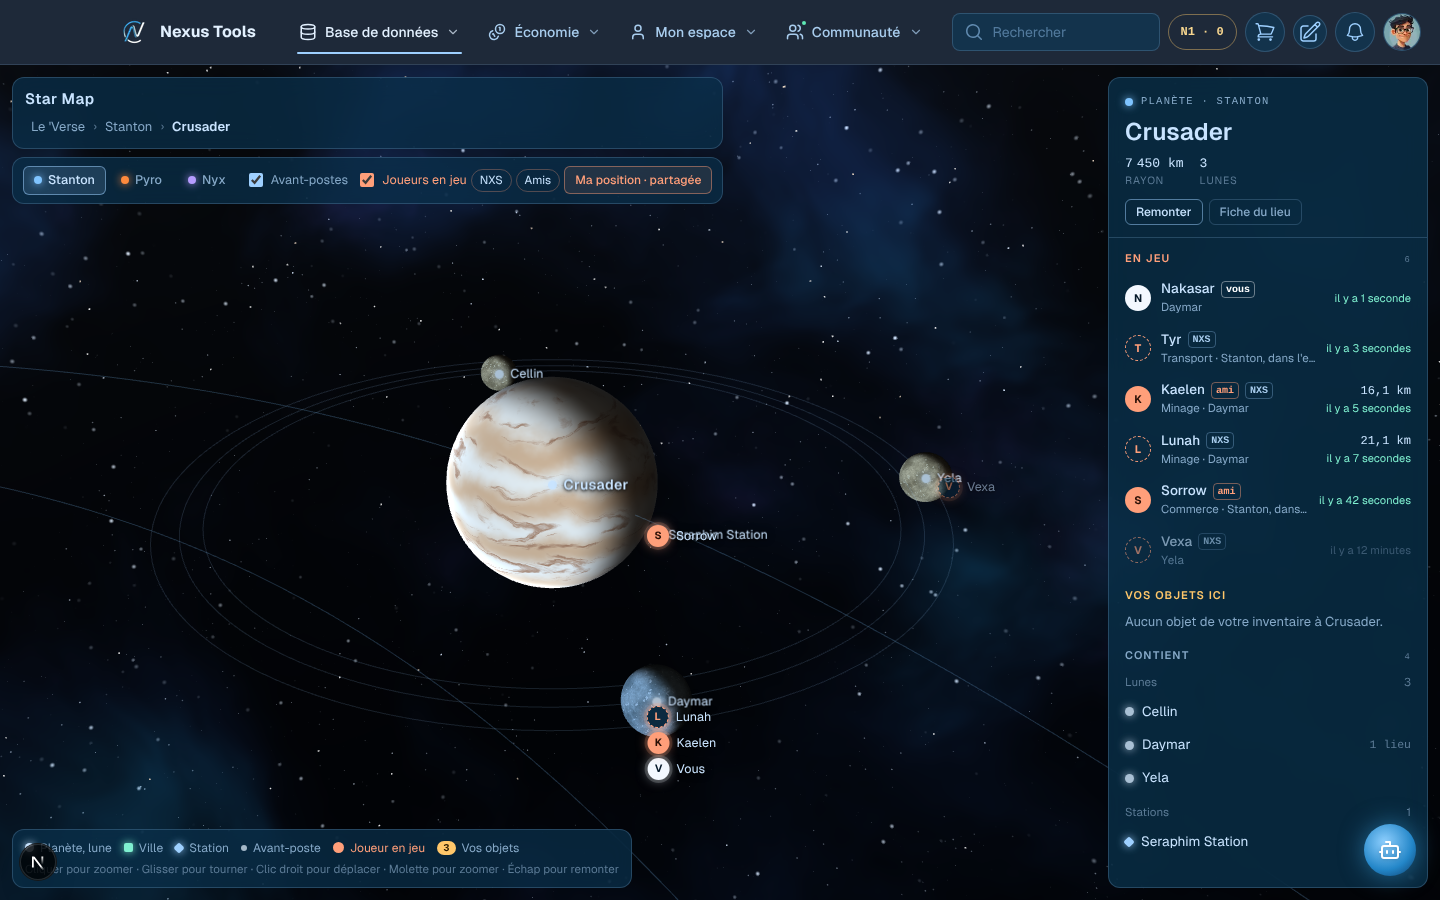 Nexus Tools
Base de données
Économie
Mon espace
Communauté
Rechercher
N1 · 0
Star Map
Le 'Verse › Stanton › Crusader
Stanton
Pyro
Nyx
Avant-postes
Joueurs en jeu
NXS
Amis
Ma position · partagée
Cellin
Crusader
Yela
V
Vexa
S
Sorrow
Seraphim Station
Daymar
L
Lunah
K
Kaelen
V
Vous
Planète, lune
Ville
Station
Avant-poste
Joueur en jeu
3
Vos objets
N
pour zoomer · Glisser pour tourner · Clic droit pour déplacer · Molette pour zoomer · Échap pour remonter
PLANÈTE · STANTON
Crusader
7 450 km
3
RAYON
LUNES
Remonter
Fiche du lieu
EN JEU
6
N
Nakasar
vous
Daymar
il y a 1 seconde
T
Tyr
NXS
Transport · Stanton, dans l'e...
il y a 3 secondes
K
Kaelen
ami
NXS
16,1 km
Minage · Daymar
il y a 5 secondes
L
Lunah
NXS
21,1 km
Minage · Daymar
il y a 7 secondes
S
Sorrow
ami
Commerce · Stanton, dans...
il y a 42 secondes
V
Vexa
NXS
Yela
il y a 12 minutes
VOS OBJETS ICI
Aucun objet de votre inventaire à Crusader.
CONTIENT
4
Lunes
3
Cellin
Daymar
1 lieu
Yela
Stations
1
Seraphim Station